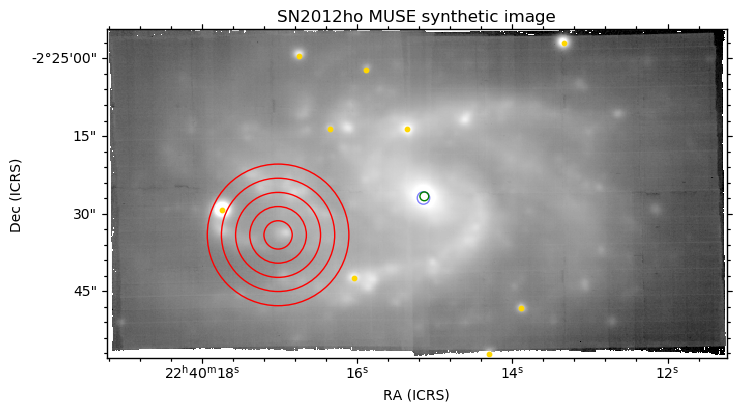 SN2012ho MUSE synthetic image
-2°25'00"
15"
30"
45"
Dec (ICRS)
22ʰ40ᵐ18ˢ
16ˢ
14ˢ
12ˢ
RA (ICRS)